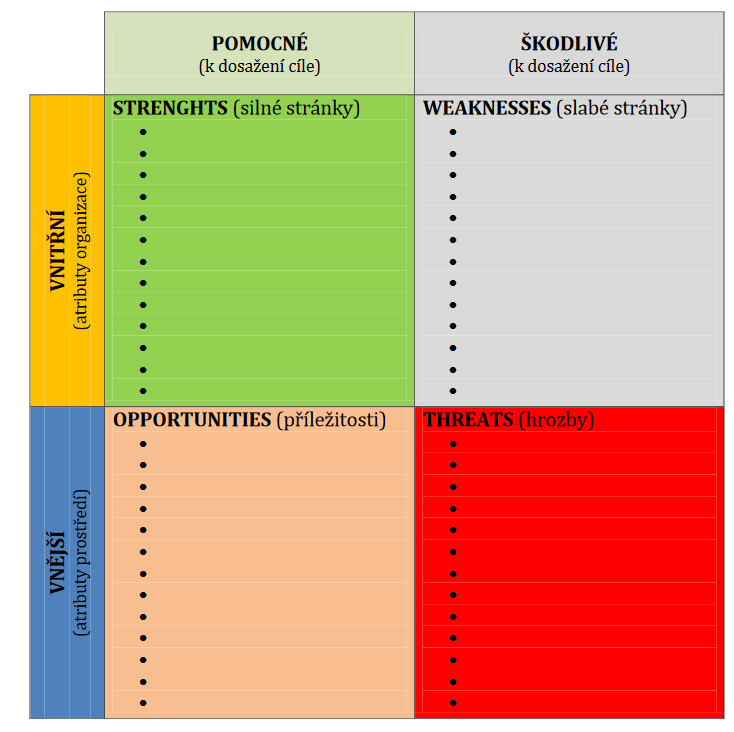 POMOCNÉ
(k dosažení cíle)
ŠKODLIVÉ
(k dosažení cíle)
VNITŘNÍ
(atributy organizace)
STRENGHTS (silné stránky)
WEAKNESSES (slabé stránky)
VNĚJŠÍ
(atributy prostředí)
OPPORTUNITIES (příležitosti)
THREATS (hrozby)